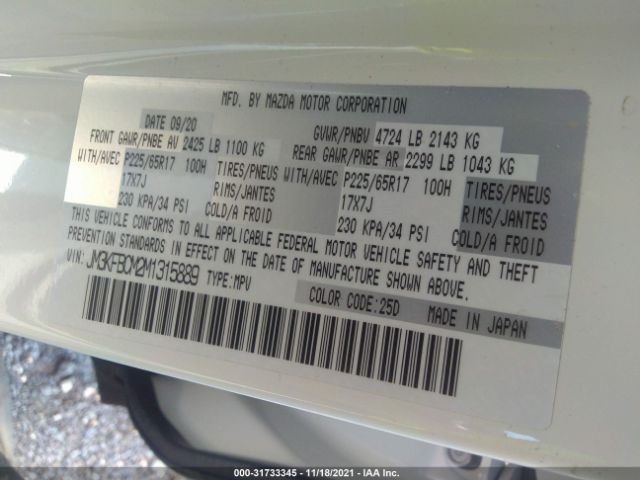 MFD. BY MAZDA MOTOR CORPORATION
DATE 09/20 GVWR/PNBV 4724 LB 2143 KG
FRONT GAWR/PNBE AV 2425 LB 1100 KG REAR GAWR/PNBE AR 2299 LB 1043 KG
WITH/AVEC P225/65R17 100H TIRES/PNEUS WITH/AVEC P225/65R17 100H TIRES/PNEUS
17X7J RIMS/JANTES 17X7J RIMS/JANTES
230 KPA/34 PSI COLD/A FROID 230 KPA/34 PSI COLD/A FROID
THIS VEHICLE CONFORMS TO ALL APPLICABLE FEDERAL MOTOR VEHICLE SAFETY AND THEFT
PREVENTION STANDARDS IN EFFECT ON THE DATE OF MANUFACTURE SHOWN ABOVE.
VIN: JM3KFBCM2M1315889 TYPE: MPV
COLOR CODE: 25D MADE IN JAPAN
000-31733345 - 11/18/2021 - IAA Inc.